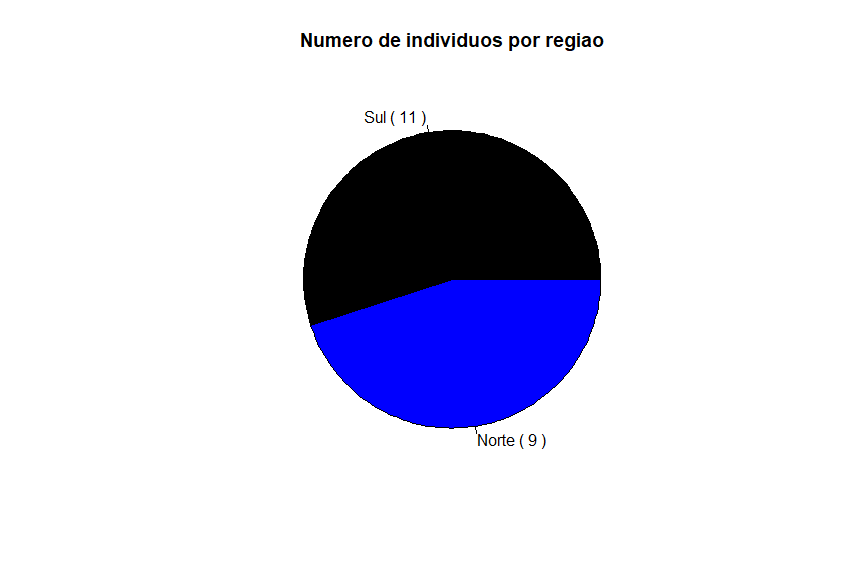 Numero de individuos por regiao
Sul ( 11 )
Norte ( 9 )